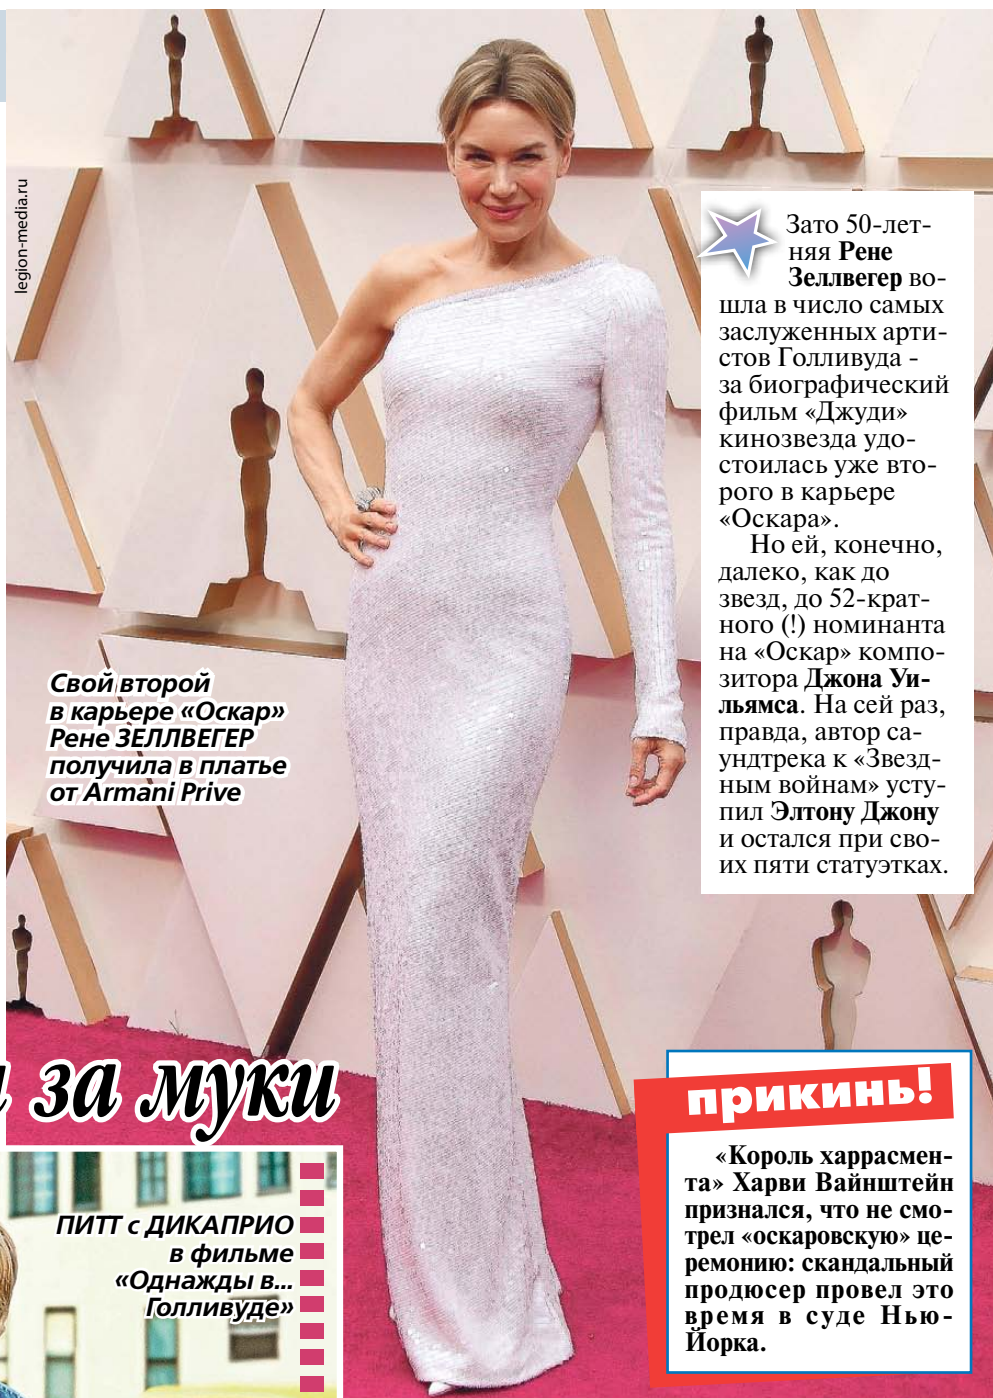 legion-media.ru
Зато 50-лет-
няя Рене
Зеллвегер во-
шла в число самых
заслуженных арти-
стов Голливуда -
за биографический
фильм «Джуди»
кинозвезда удо-
стоилась уже вто-
рого в карьере
«Оскара».
Но ей, конечно,
далеко, как до
звезд, до 52-крат-
ного (!) номинанта
на «Оскар» компо-
зитора Джона Уи-
льямса. На сей раз,
правда, автор са-
ундтрека к «Звезд-
ным войнам» усту-
пил Элтону Джону
и остался при сво-
их пяти статуэтках.
Свой второй
в карьере «Оскар»
Рене ЗЕЛЛВЕГЕР
получила в платье
от Armani Prive
за муки
ПИТТ с ДИКАПРИО
в фильме
«Однажды в...
Голливуде»
прикинь!
«Король харрасмен-
та» Харви Вайнштейн
признался, что не смо-
трел «оскаровскую» це-
ремонию: скандальный
продюсер провел это
время в суде Нью-
Йорка.